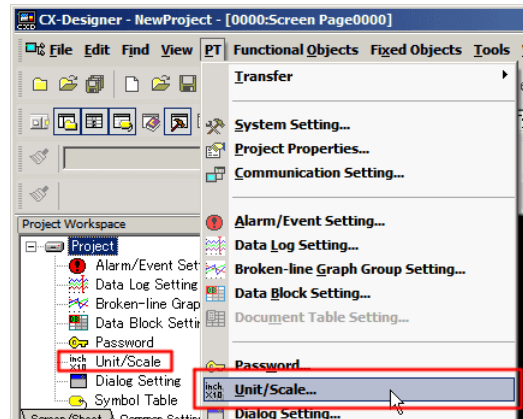 CX-Designer - NewProject - [0000:Screen Page0000]
File Edit Find View PT Functional Objects Fixed Objects Tools
Transfer
System Setting...
Project Properties...
Communication Setting...
Project Workspace
Alarm/Event Setting...
Project
Data Log Setting...
Alarm/Event Set
Broken-line Graph Group Setting...
Data Log Setting
Data Block Setting...
Broken-line Grap
Document Table Setting...
Data Block Settin
Password
Password...
inch X10 Unit/Scale
inch X10 Unit/Scale...
Dialog Setting
Symbol Table
Dialog Setting...